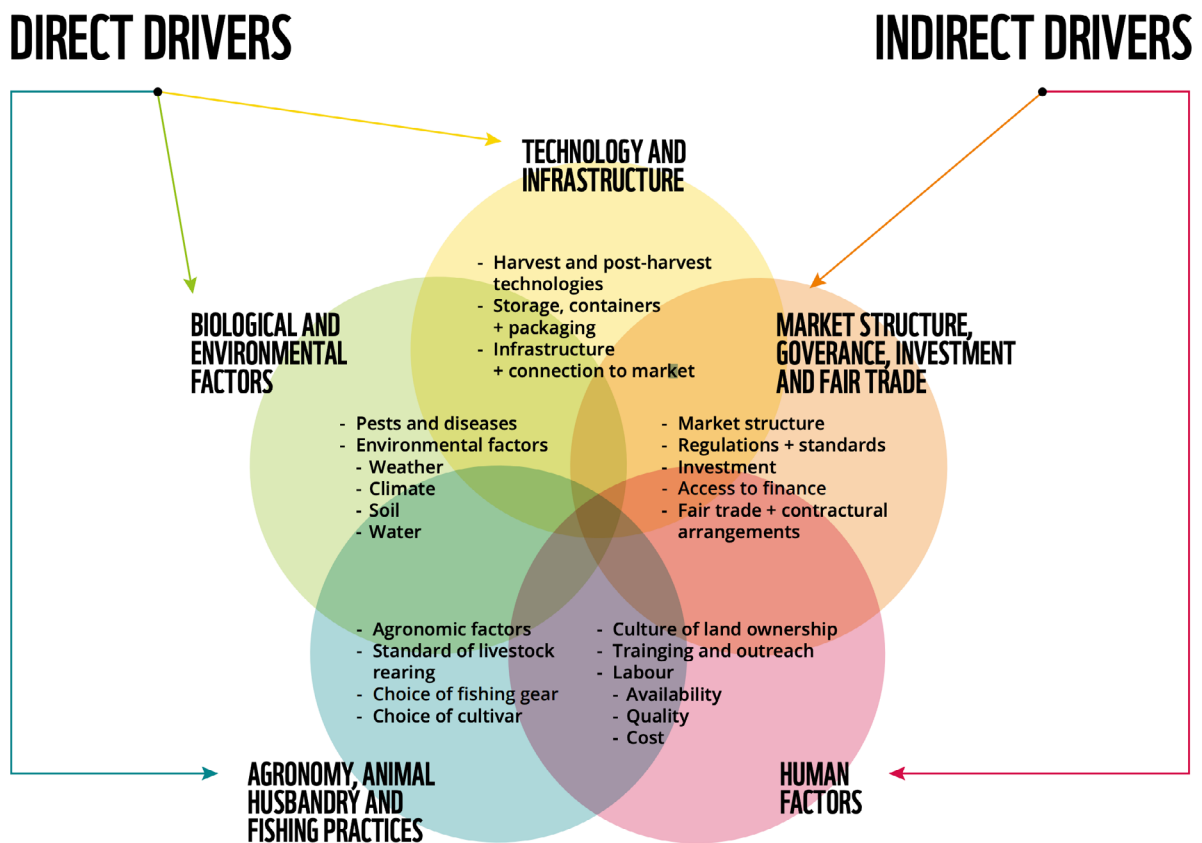 DIRECT DRIVERS
INDIRECT DRIVERS
TECHNOLOGY AND
INFRASTRUCTURE
- Harvest and post-harvest
technologies
- Storage, containers
+ packaging
- Infrastructure
+ connection to market
BIOLOGICAL AND
ENVIRONMENTAL
FACTORS
- Pests and diseases
- Environmental factors
- Weather
- Climate
- Soil
- Water
MARKET STRUCTURE,
GOVERANCE, INVESTMENT
AND FAIR TRADE
- Market structure
- Regulations + standards
- Investment
- Access to finance
- Fair trade + contractural
arrangements
- Agronomic factors
- Standard of livestock
rearing
- Choice of fishing gear
- Choice of cultivar
AGRONOMY, ANIMAL
HUSBANDRY AND
FISHING PRACTICES
- Culture of land ownership
- Trainging and outreach
- Labour
- Availability
- Quality
- Cost
HUMAN
FACTORS